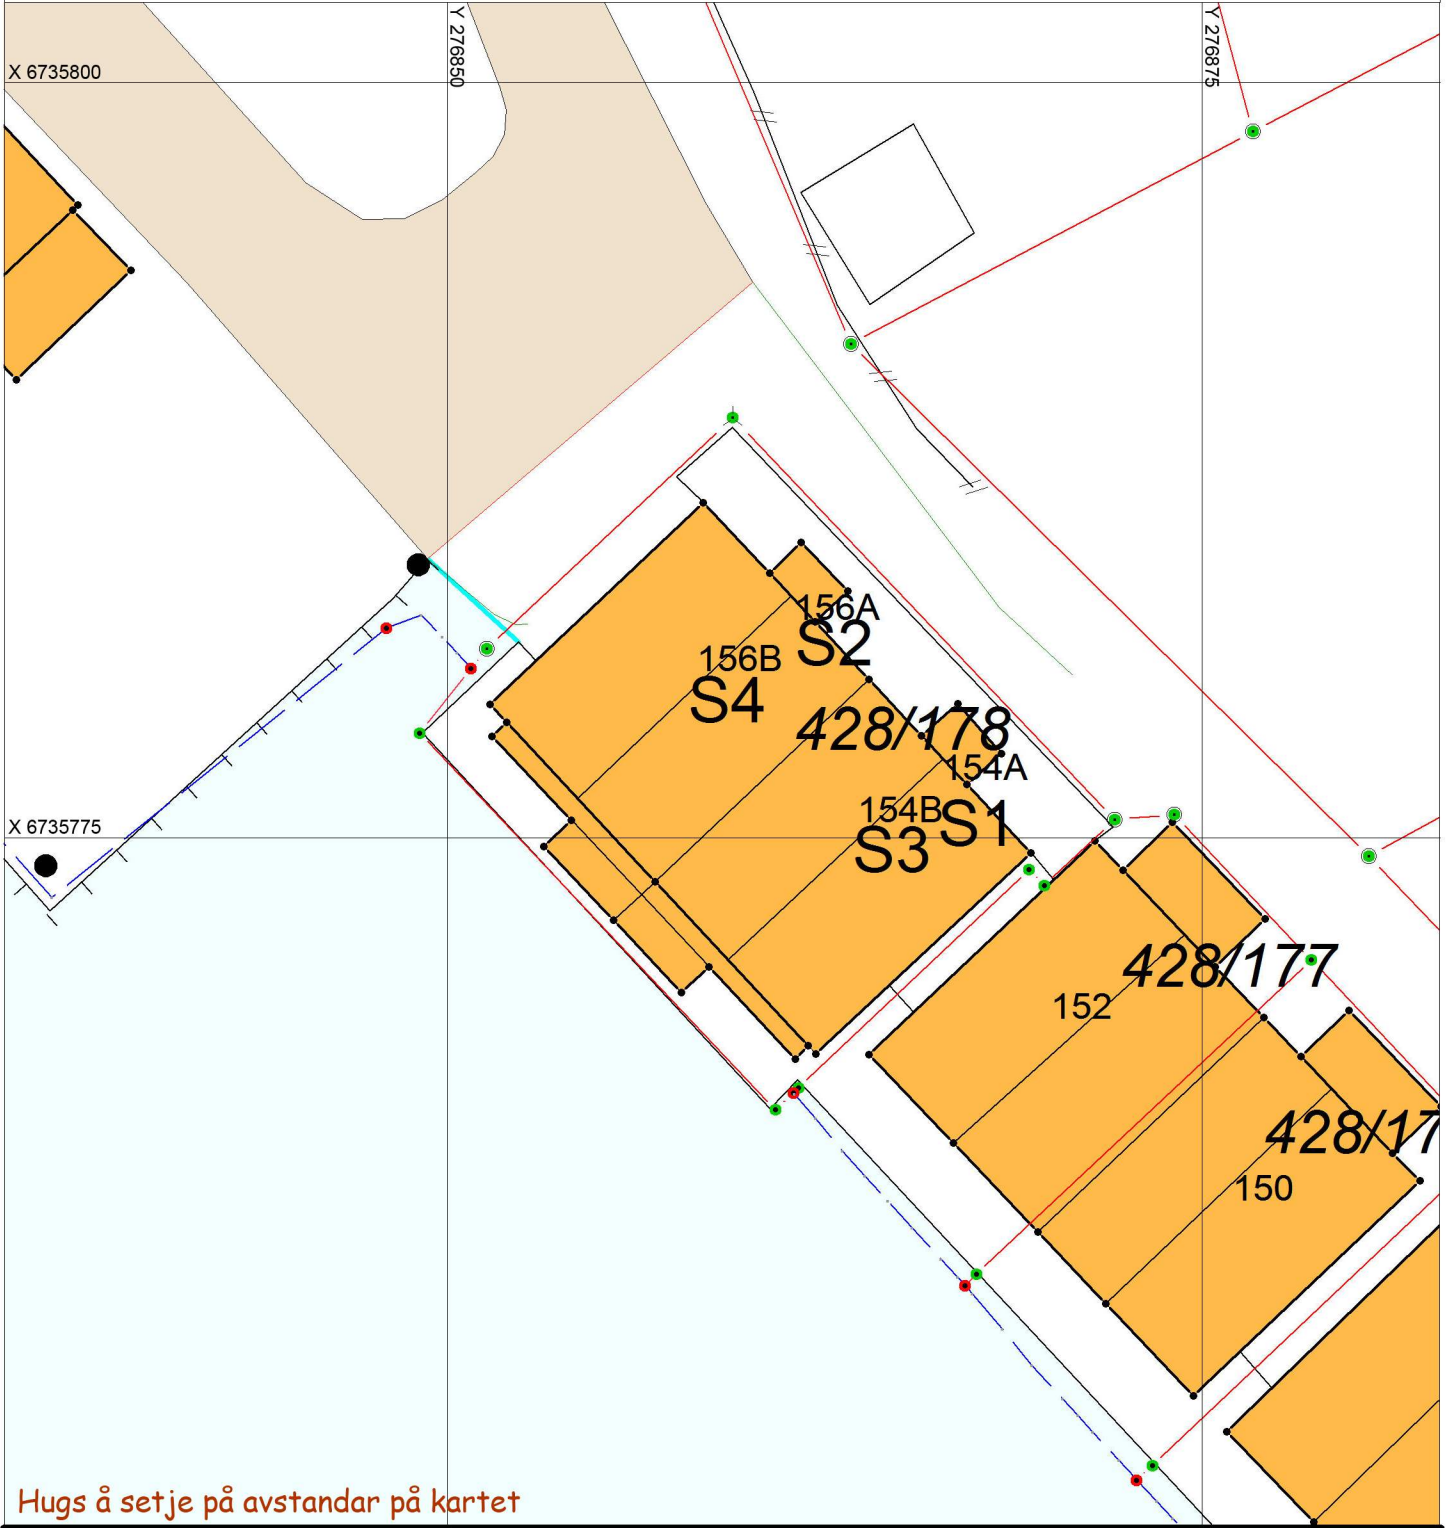 Y 276850
Y 276875
X 6735800
156A
S2
156B
S4
428/178
154A
154B
S1
S3
X 6735775
428/177
152
428/17
150
Hugs å setje på avstandar på kartet